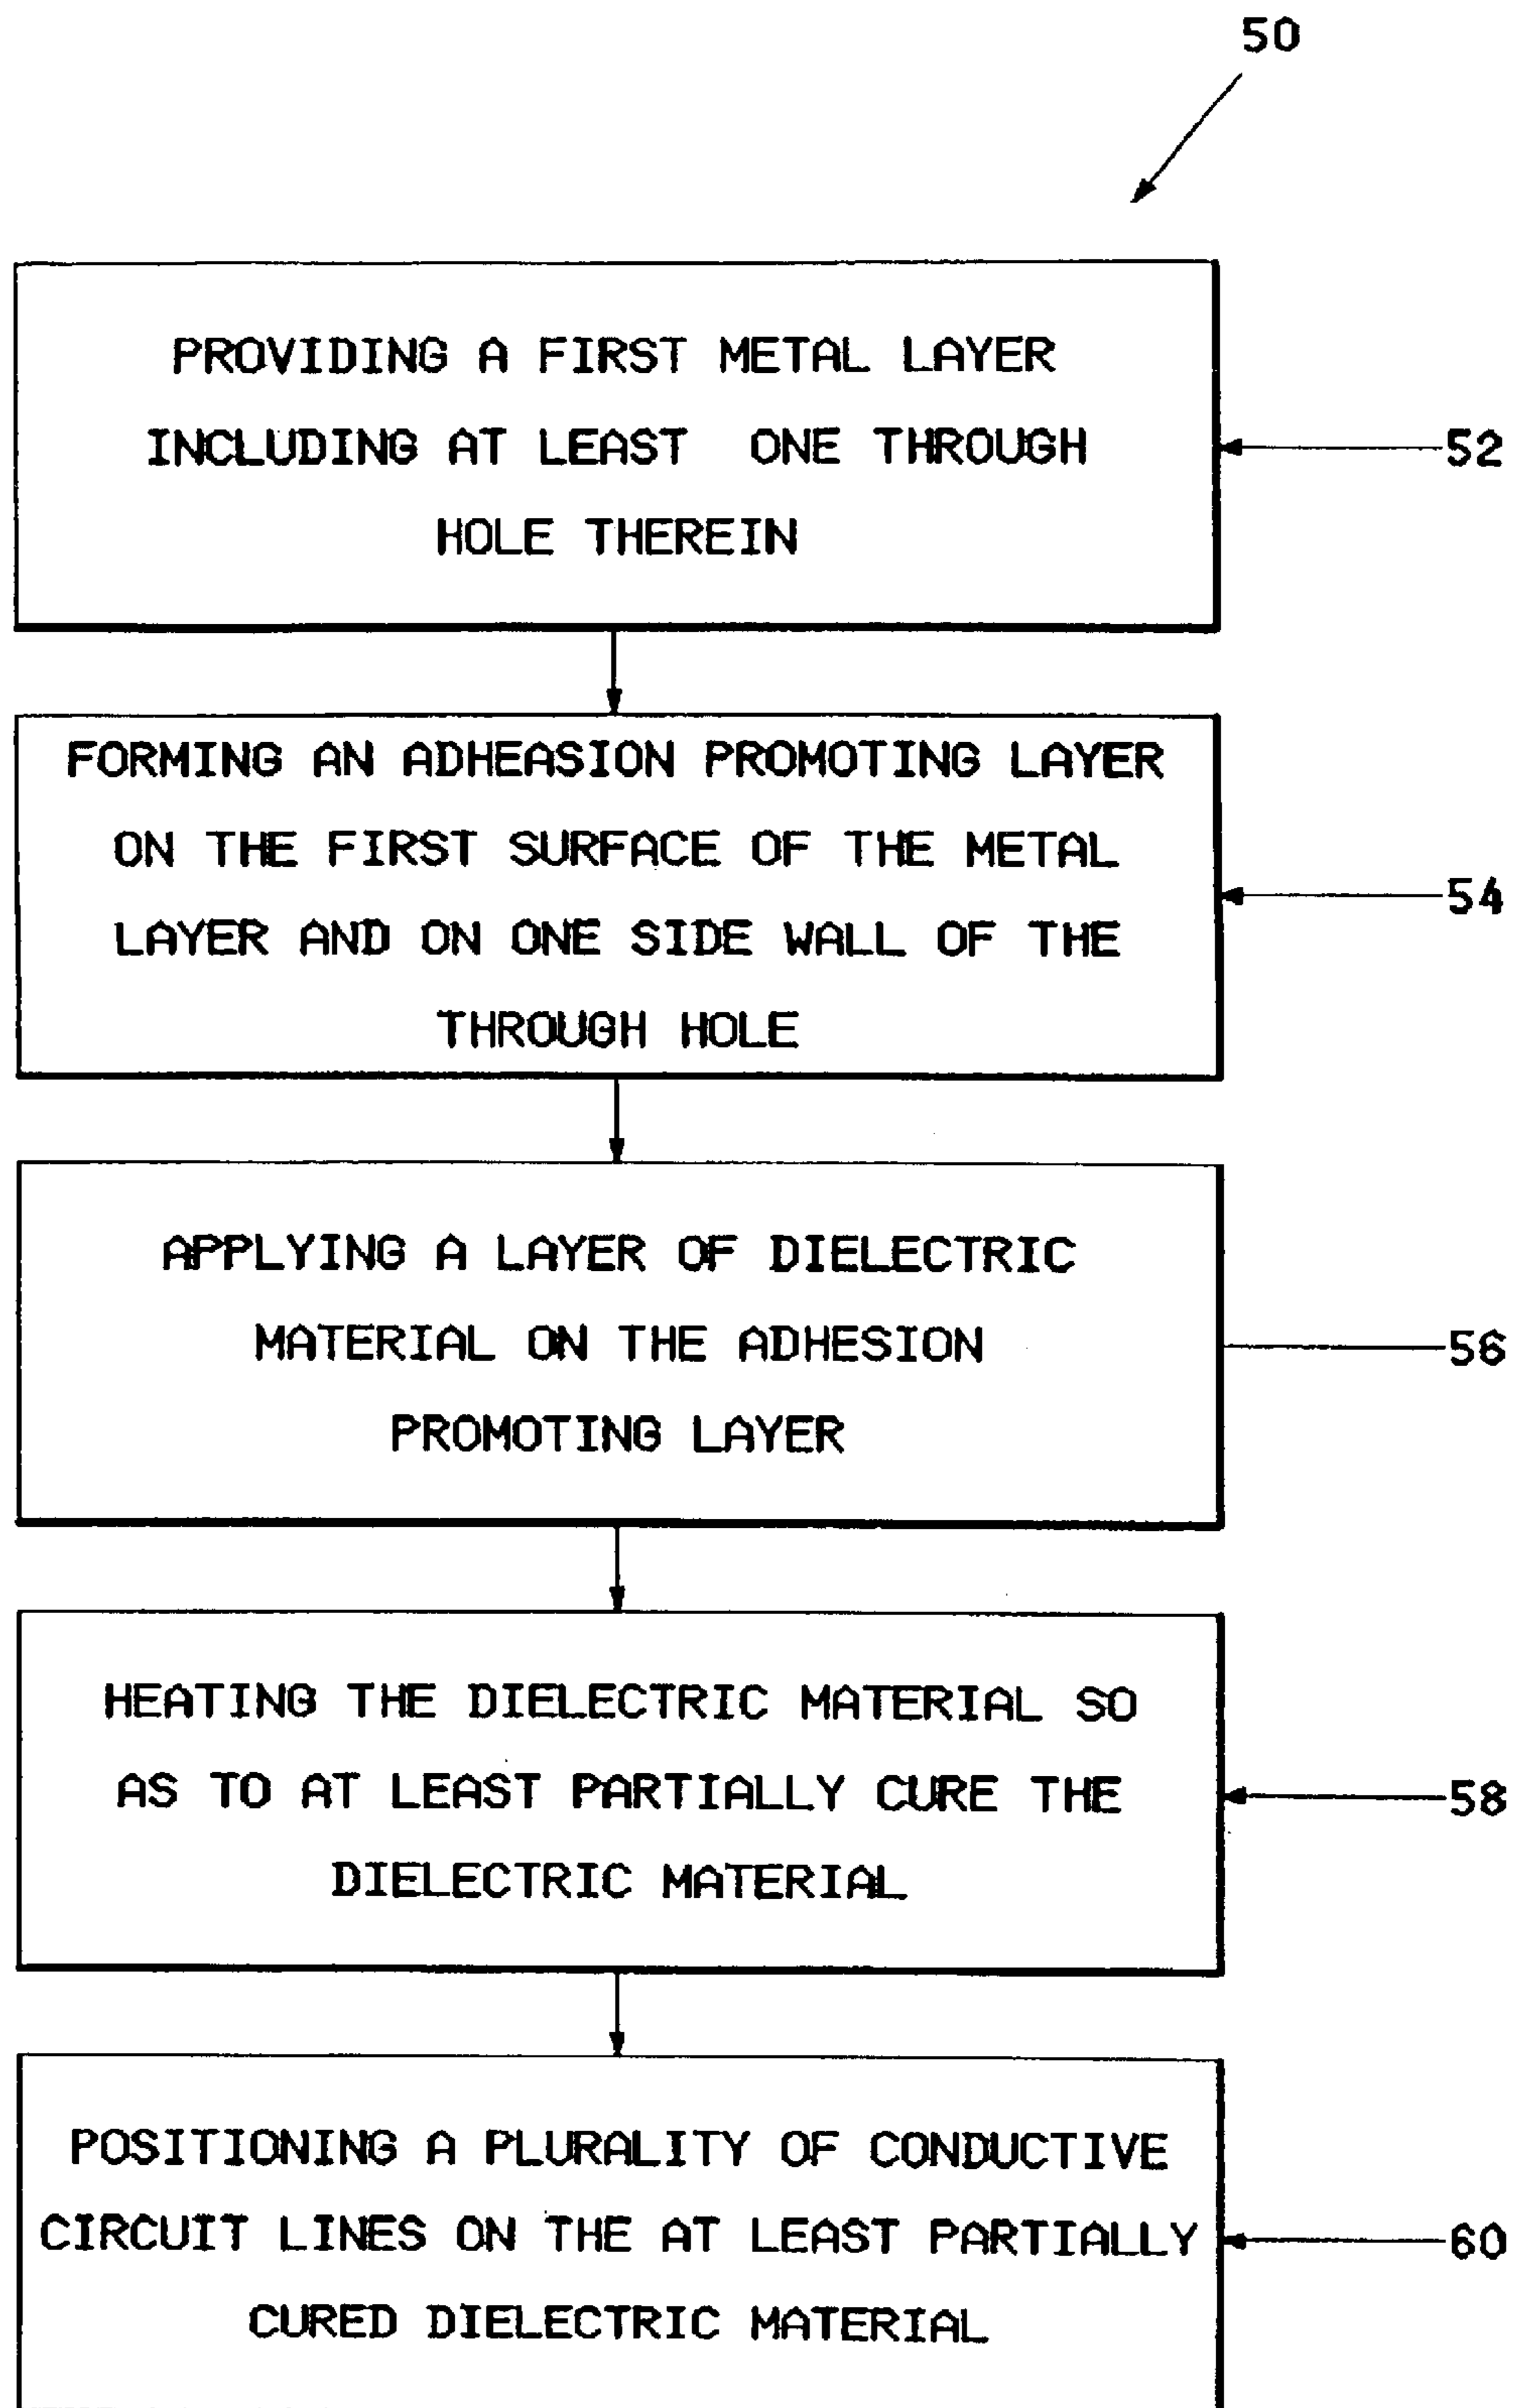 50
PROVIDING A FIRST METAL LAYER
INCLUDING AT LEAST ONE THROUGH
HOLE THEREIN
52
FORMING AN ADHEASION PROMOTING LAYER
ON THE FIRST SURFACE OF THE METAL
LAYER AND ON ONE SIDE WALL OF THE
THROUGH HOLE
54
APPLYING A LAYER OF DIELECTRIC
MATERIAL ON THE ADHESION
PROMOTING LAYER
56
HEATING THE DIELECTRIC MATERIAL SO
AS TO AT LEAST PARTIALLY CURE THE
DIELECTRIC MATERIAL
58
POSITIONING A PLURALITY OF CONDUCTIVE
CIRCUIT LINES ON THE AT LEAST PARTIALLY
CURED DIELECTRIC MATERIAL
60